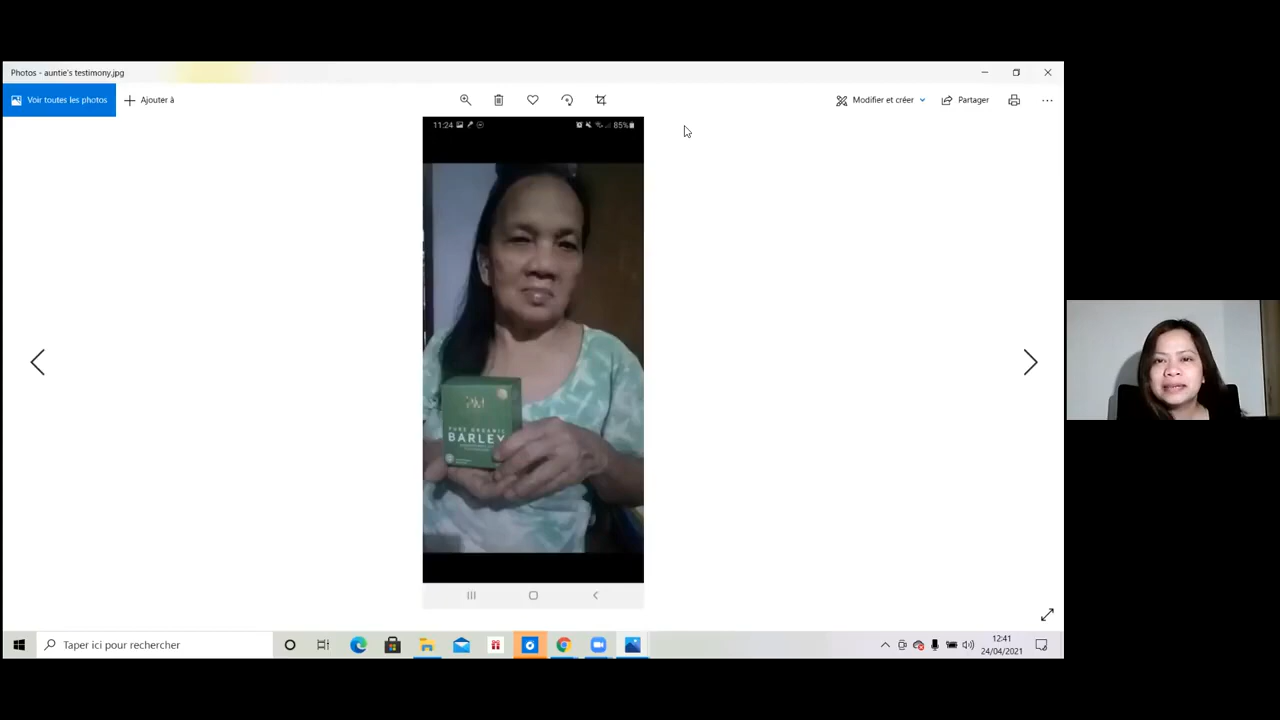 Photos - auntie's testimony.jpg
Voir toutes les photos
Ajouter à
Modifier et créer
Partager
11:24
85%
PURE ORGANIC
BARLEY
Taper ici pour rechercher
12:41
24/04/2021